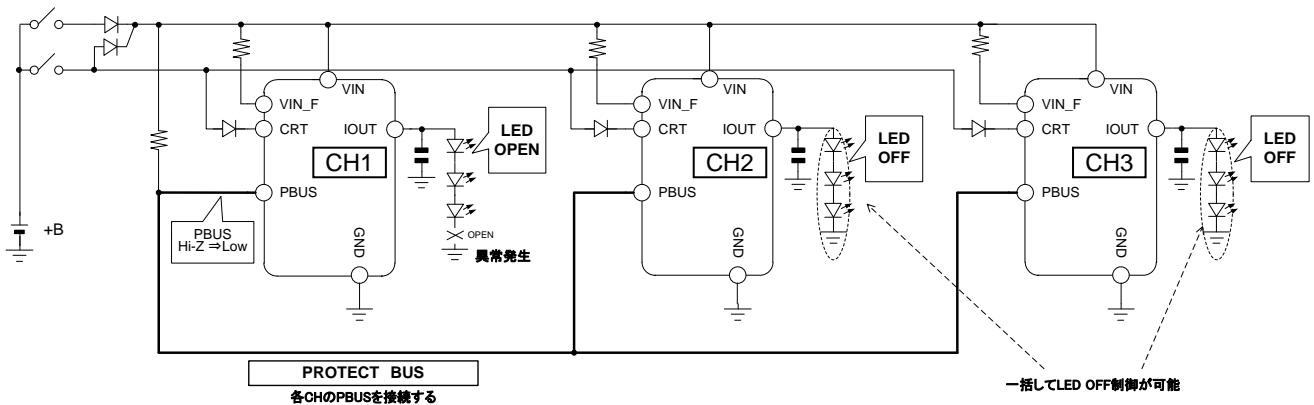 +B
VIN
VIN_F
CRT
IOUT
CH1
PBUS
GND
LED
OPEN
PBUS
Hi-Z ⇒Low
OPEN
異常発生
VIN
VIN_F
CRT
IOUT
CH2
PBUS
GND
LED
OFF
VIN
VIN_F
CRT
IOUT
CH3
PBUS
GND
LED
OFF
PROTECT BUS
各CHのPBUSを接続する
一括してLED OFF制御が可能